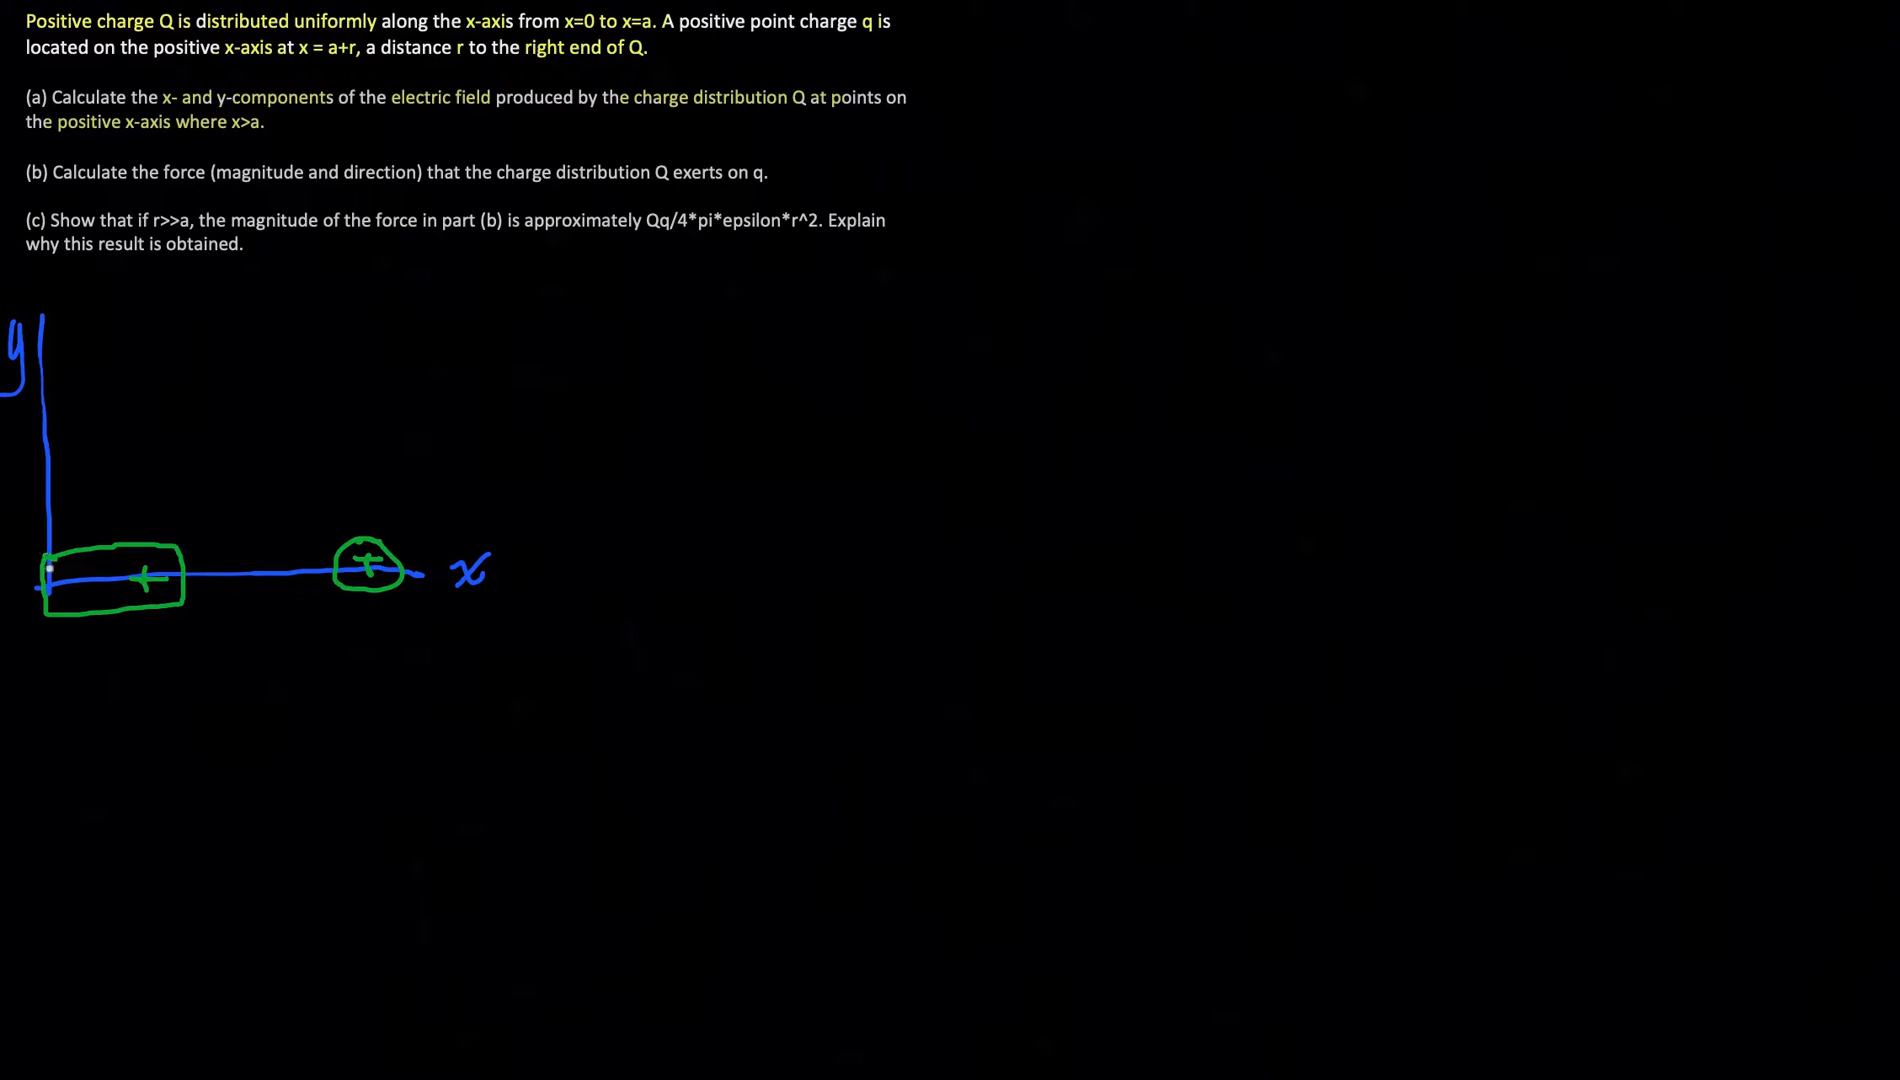 Positive charge Q is distributed uniformly along the x-axis from x=0 to x=a. A positive point charge q is
located on the positive x-axis at x = a+r, a distance r to the right end of Q.
(a) Calculate the x- and y-components of the electric field produced by the charge distribution Q at points on
the positive x-axis where x>a.
(b) Calculate the force (magnitude and direction) that the charge distribution Q exerts on q.
(c) Show that if r>>a, the magnitude of the force in part (b) is approximately Qq/4*pi*epsilon*r^2. Explain
why this result is obtained.
y
+
+
x